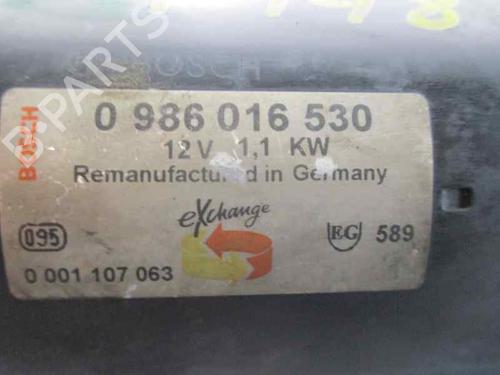 BOSCH
BOSCH
0 986 016 530
12 V 1,1 KW
Remanufactured in Germany
eXchange
095
EG 589
0 001 107 063
B-PARTS